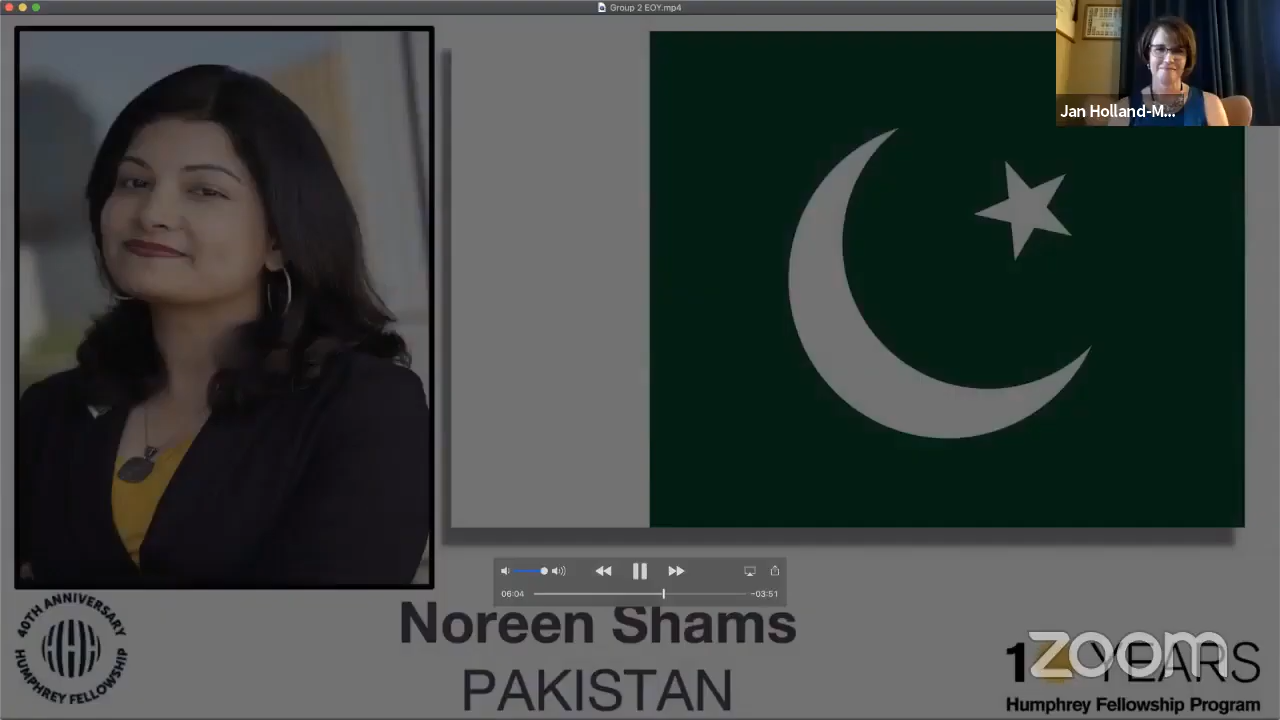 Group 2 EOY.mp4
Jan Holland-M...
06:04
−03:51
Noreen Shams
PAKISTAN
40TH ANNIVERSARY
HUMPHREY FELLOWSHIP
zoom
YEARS
Humphrey Fellowship Program